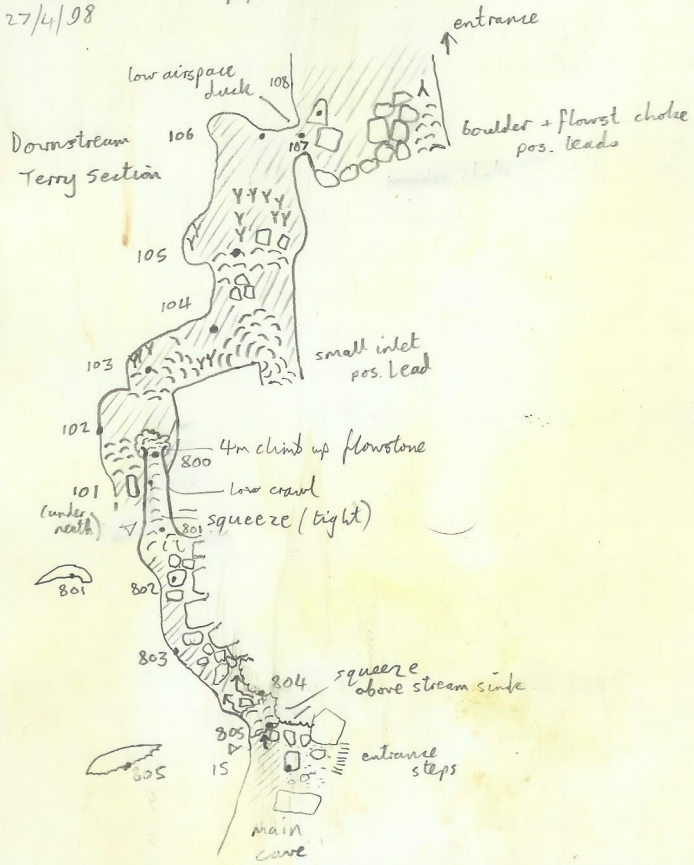 27/4/98
entrance
low airspace
duck
108
106
107
boulder + flowst choke
pos. leads
Downstream
Terry Section
105
104
103
small inlet
pos. Lead
102
4m climb up flowstone
800
101
(under
neath)
low crawl
squeeze (tight)
801
801
802
803
804
squeeze
above stream sink
805
15
805
entrance
steps
main
cave